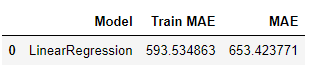 Model Train MAE MAE
0 LinearRegression 593.534863 653.423771